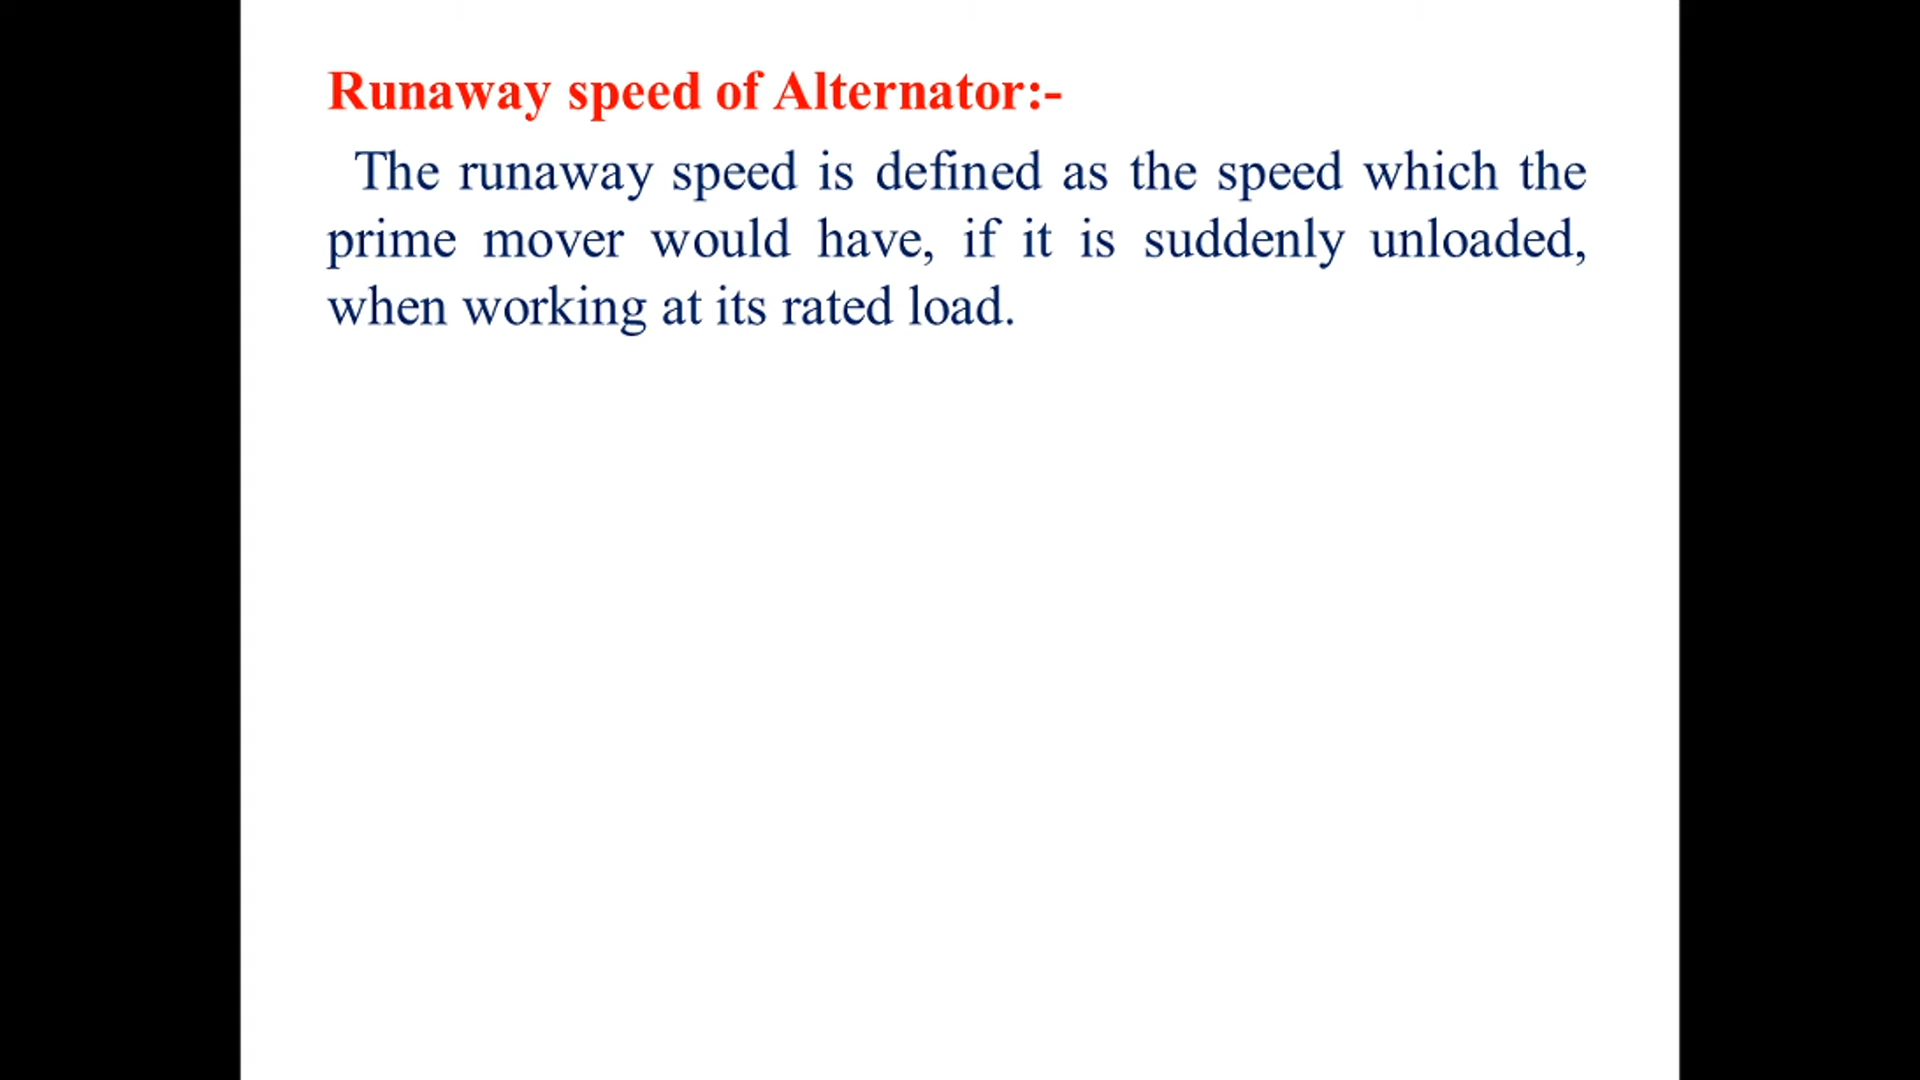 Runaway speed of Alternator:-
The runaway speed is defined as the speed which the
prime mover would have, if it is suddenly unloaded,
when working at its rated load.